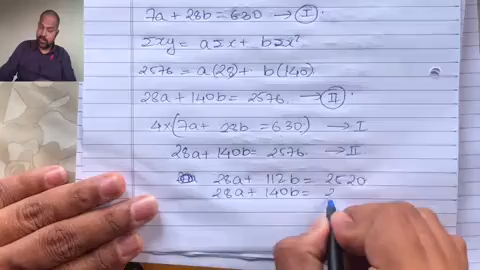 7a + 28b = 630 → I
Σxy = aΣx + bΣx²
2576 = a(28) + b(140)
28a + 140b = 2576. → II
4×(7a + 28b = 630) → I
28a + 140b = 2576 → II
28a + 112b = 2520
28a + 140b = 2